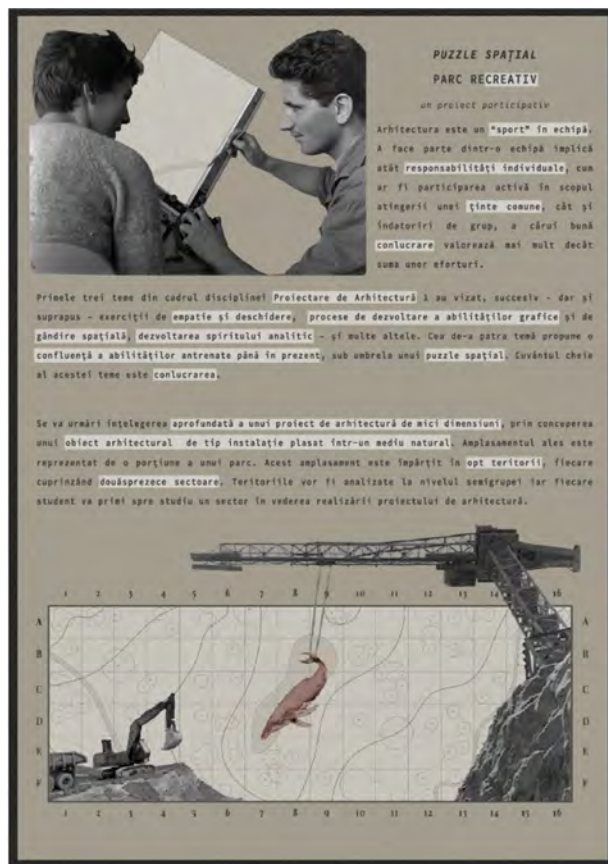 PUZZLE SPAȚIAL
PARC RECREATIV
un proiect participativ
Arhitectura este un "sport" în echipă.
A face parte dintr-o echipă implică
atât responsabilități individuale, cum
ar fi participarea activă în scopul
atingerii unei ținte comune, cât și
îndatoriri de grup, a cărui bună
conlucrare valorează mai mult decât
suma unor eforturi.
Primele trei teme din cadrul disciplinei Proiectare de Arhitectură 1 au vizat, succesiv - dar și
suprapus - exerciții de empatie și deschidere, procese de dezvoltare a abilităților grafice și de
gândire spațială, dezvoltarea spiritului analitic - și multe altele. Cea de-a patra temă propune o
confluență a abilităților antrenate până în prezent, sub umbrela unui puzzle spațial. Cuvântul cheie
al acestei teme este conlucrarea.
Se va urmări înțelegerea aprofundată a unui proiect de arhitectură de mici dimensiuni, prin conceperea
unui obiect arhitectural de tip instalație plasat într-un mediu natural. Amplasamentul ales este
reprezentat de o porțiune a unui parc. Acest amplasament este împărțit în opt teritorii, fiecare
cuprinzând douăsprezece sectoare. Teritoriile vor fi analizate la nivelul semigrupei iar fiecare
student va primi spre studiu un sector în vederea realizării proiectului de arhitectură.
1 2 3 4 5 6 7 8 9 10 11 12 13 14 16
A A
B B
C C
D D
E E
F F
1 2 3 4 5 6 7 8 9 10 11 12 13 14 15 16